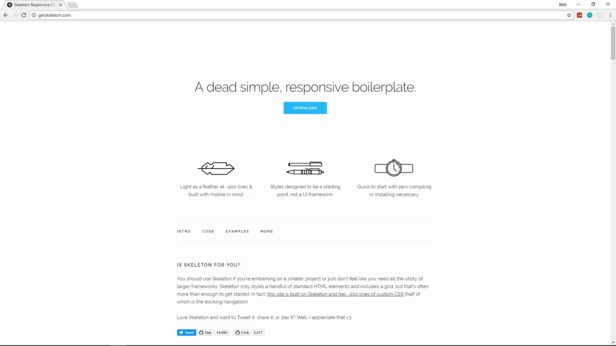 Skeleton: Responsive C
Brad
getskeleton.com
A dead simple, responsive boilerplate.
DOWNLOAD
Light as a feather at ~400 lines &
built with mobile in mind.
Styles designed to be a starting
point, not a UI framework.
Quick to start with zero compiling
or installing necessary.
INTRO CODE EXAMPLES MORE
IS SKELETON FOR YOU?
You should use Skeleton if you're embarking on a smaller project or just don't feel like you need all the utility of
larger frameworks. Skeleton only styles a handful of standard HTML elements and includes a grid, but that's often
more than enough to get started. In fact, this site is built on Skeleton and has ~200 lines of custom CSS (half of
which is the docking navigation).
Love Skeleton and want to Tweet it, share it, or star it? Well, I appreciate that <3
Tweet Star Fork